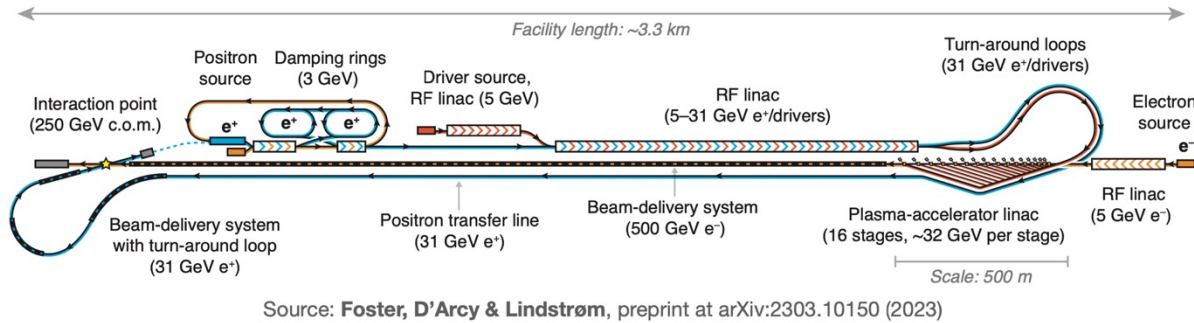 Facility length: ~3.3 km
Positron
source
Damping rings
(3 GeV)
Driver source,
RF linac (5 GeV)
RF linac
(5–31 GeV e⁺/drivers)
Turn-around loops
(31 GeV e⁺/drivers)
Interaction point
(250 GeV c.o.m.)
Electron
source
e⁺
e⁺
e⁺
e⁻
RF linac
(5 GeV e⁻)
Beam-delivery system
with turn-around loop
(31 GeV e⁺)
Positron transfer line
(31 GeV e⁺)
Beam-delivery system
(500 GeV e⁻)
Plasma-accelerator linac
(16 stages, ~32 GeV per stage)
Scale: 500 m
Source: Foster, D'Arcy & Lindstrøm, preprint at arXiv:2303.10150 (2023)